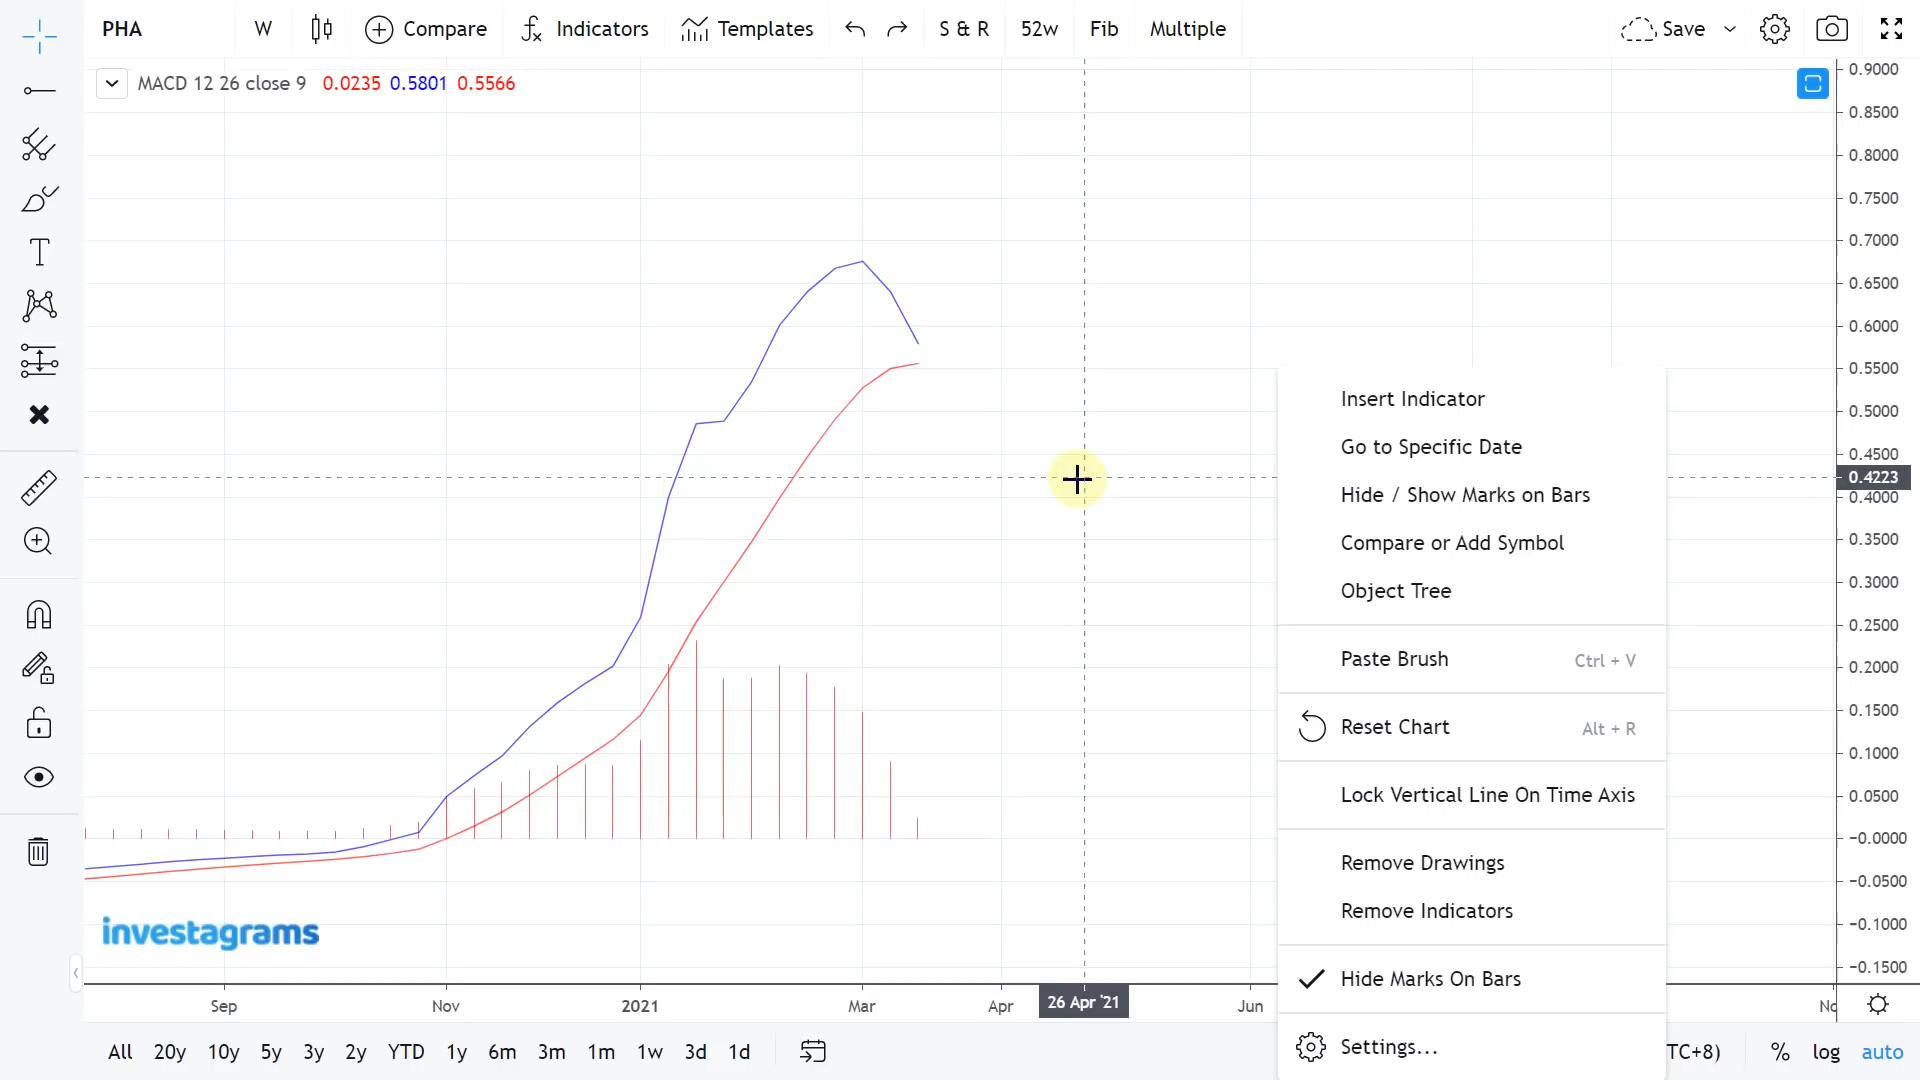 PHA W Compare Indicators Templates S & R 52w Fib Multiple Save
MACD 12 26 close 9 0.0235 0.5801 0.5566
0.9000
0.8500
0.8000
0.7500
0.7000
0.6500
0.6000
0.5500
0.5000
0.4500
0.4223
0.4000
0.3500
0.3000
0.2500
0.2000
0.1500
0.1000
0.0500
-0.0000
-0.0500
-0.1000
-0.1500
Insert Indicator
Go to Specific Date
Hide / Show Marks on Bars
Compare or Add Symbol
Object Tree
Paste Brush Ctrl + V
Reset Chart Alt + R
Lock Vertical Line On Time Axis
Remove Drawings
Remove Indicators
Hide Marks On Bars
Settings...
investagrams
Sep Nov 2021 Mar Apr 26 Apr '21 Jun
All 20y 10y 5y 3y 2y YTD 1y 6m 3m 1m 1w 3d 1d TC+8) % log auto